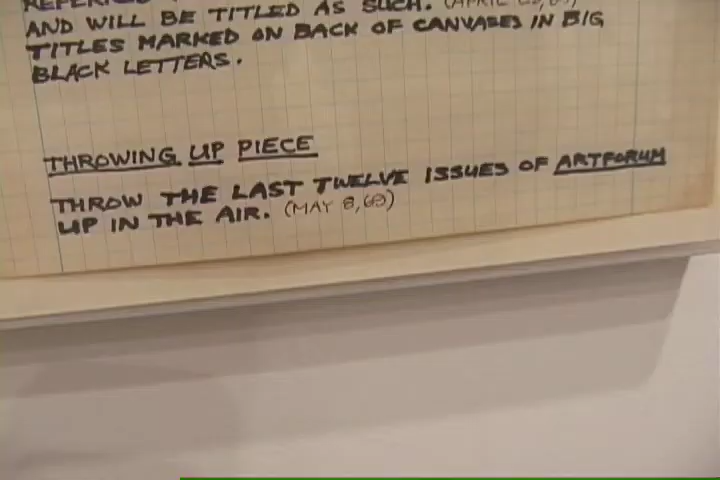 AND WILL BE TITLED AS SUCH.
TITLES MARKED ON BACK OF CANVASES IN BIG
BLACK LETTERS.
THROWING UP PIECE
THROW THE LAST TWELVE ISSUES OF ARTFORUM
UP IN THE AIR. (MAY 8, 69)